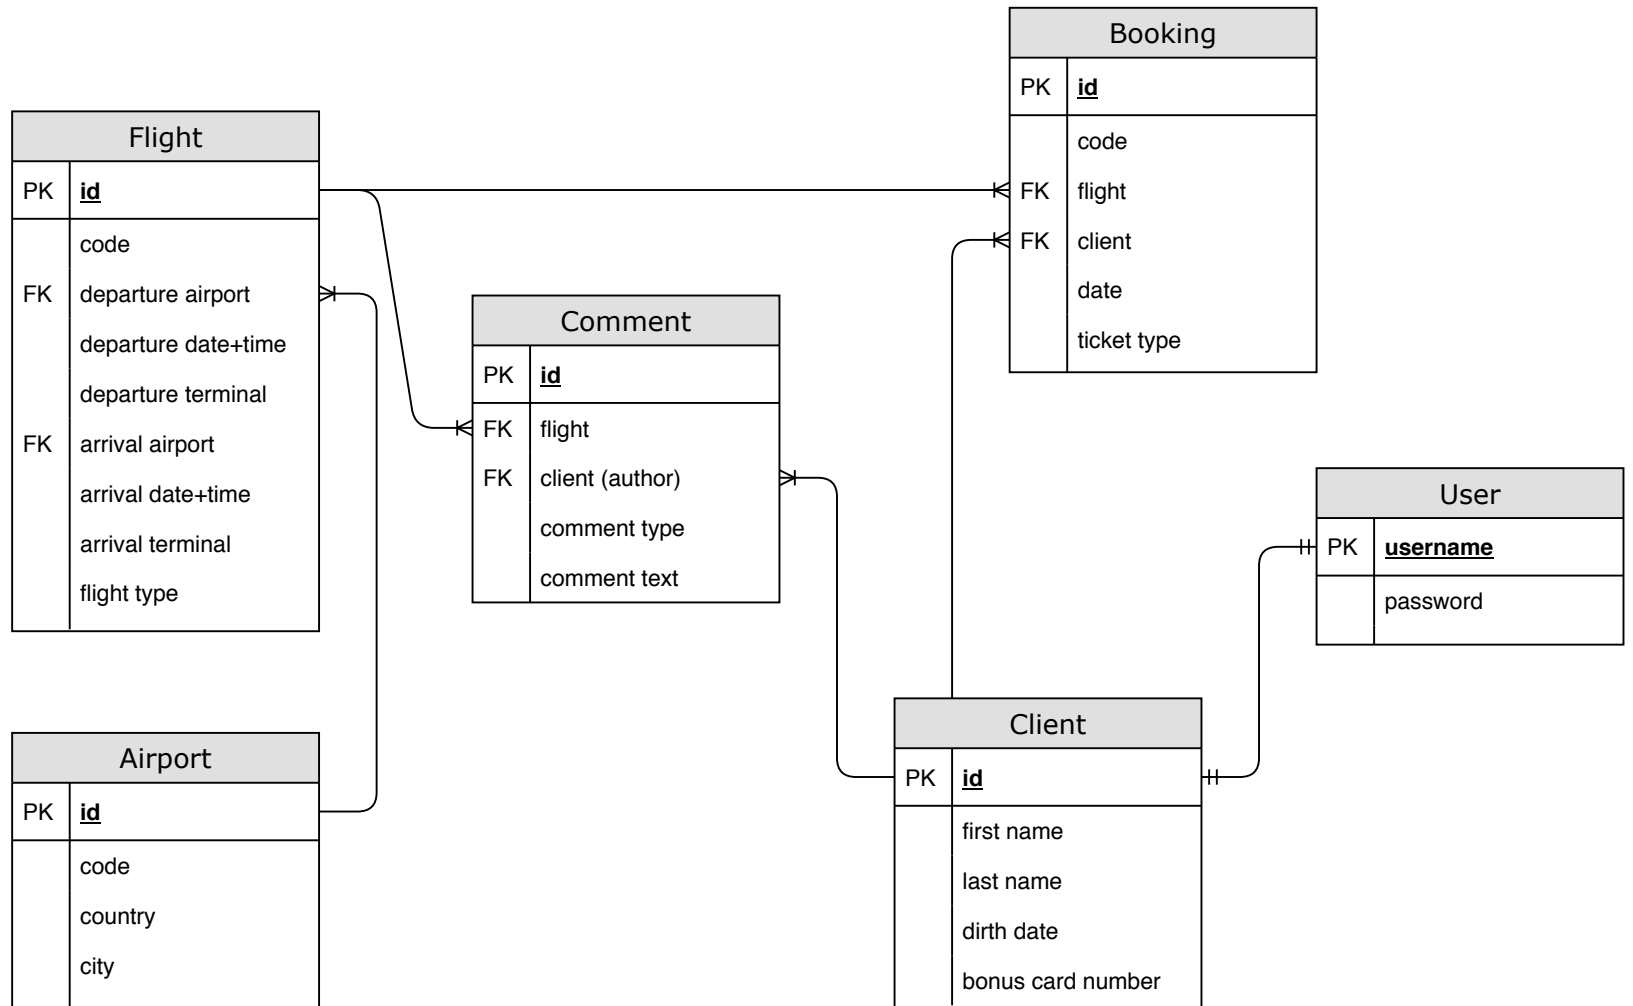 Booking
PK id
code
FK flight
FK client
date
ticket type
Flight
PK id
code
FK departure airport
departure date+time
departure terminal
FK arrival airport
arrival date+time
arrival terminal
flight type
Comment
PK id
FK flight
FK client (author)
comment type
comment text
User
PK username
password
Client
PK id
first name
last name
dirth date
bonus card number
Airport
PK id
code
country
city